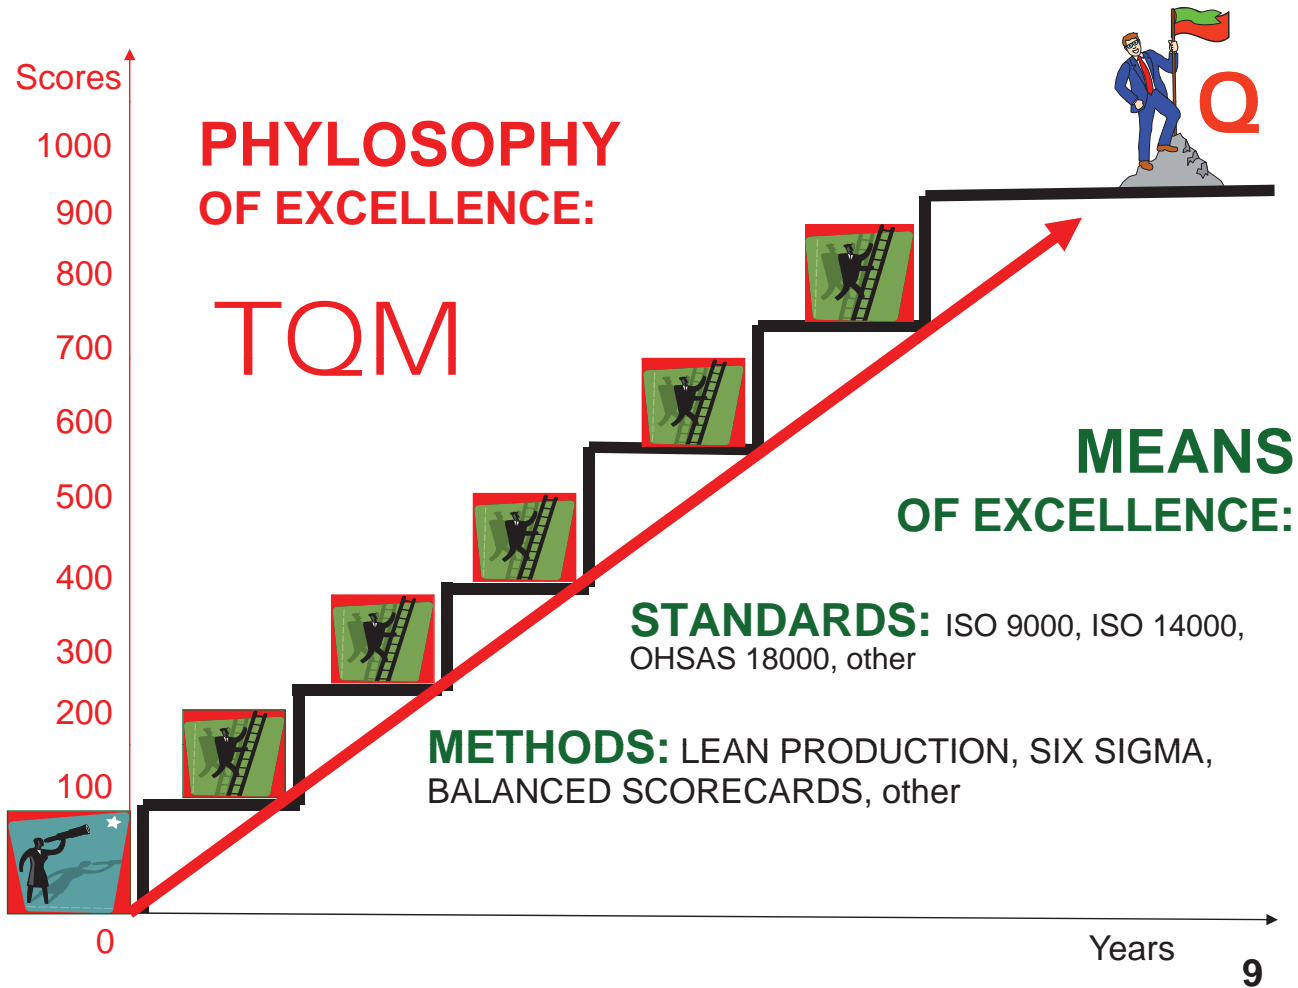 Scores
1000
900
800
700
600
500
400
300
200
100
0
PHYLOSOPHY
OF EXCELLENCE:
TQM
Q
MEANS
OF EXCELLENCE:
STANDARDS: ISO 9000, ISO 14000,
OHSAS 18000, other
METHODS: LEAN PRODUCTION, SIX SIGMA,
BALANCED SCORECARDS, other
Years
9